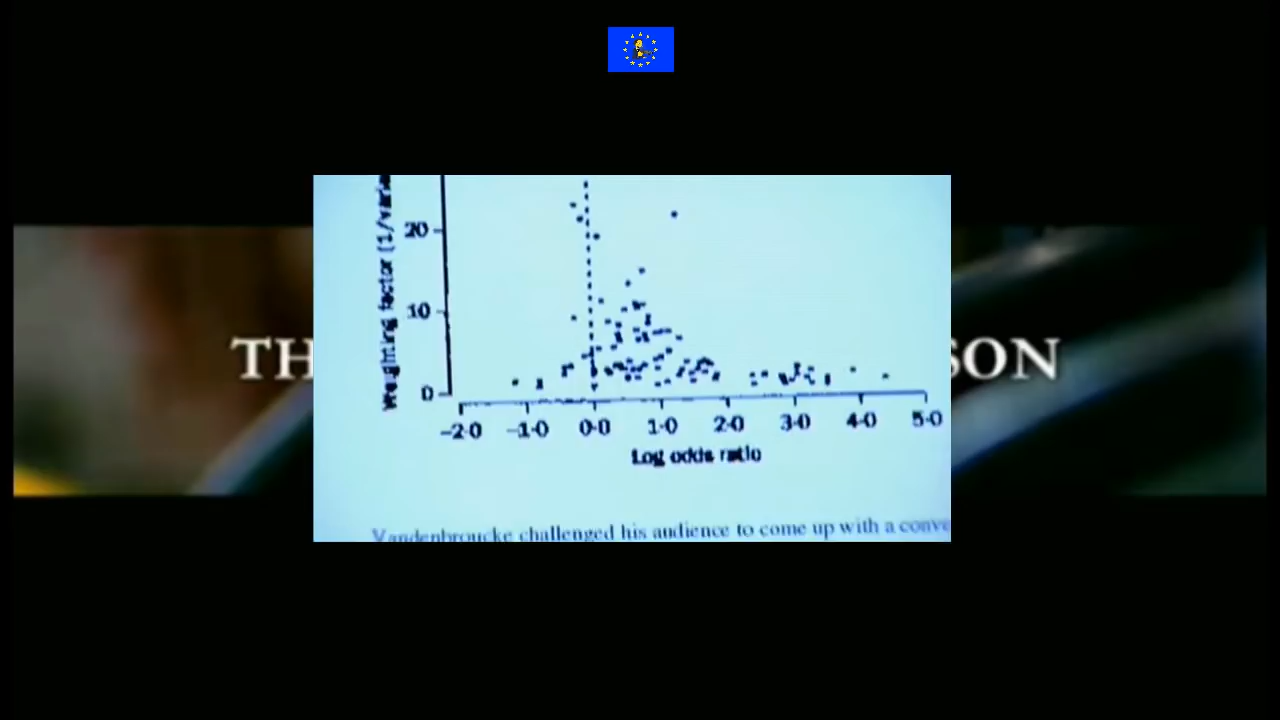 Weighting factor (1/varia
20
10
0
TH
SON
-2·0 -1·0 0·0 1·0 2·0 3·0 4·0 5·0
Log odds ratio
Vandenbroucke challenged his audience to come up with a conve